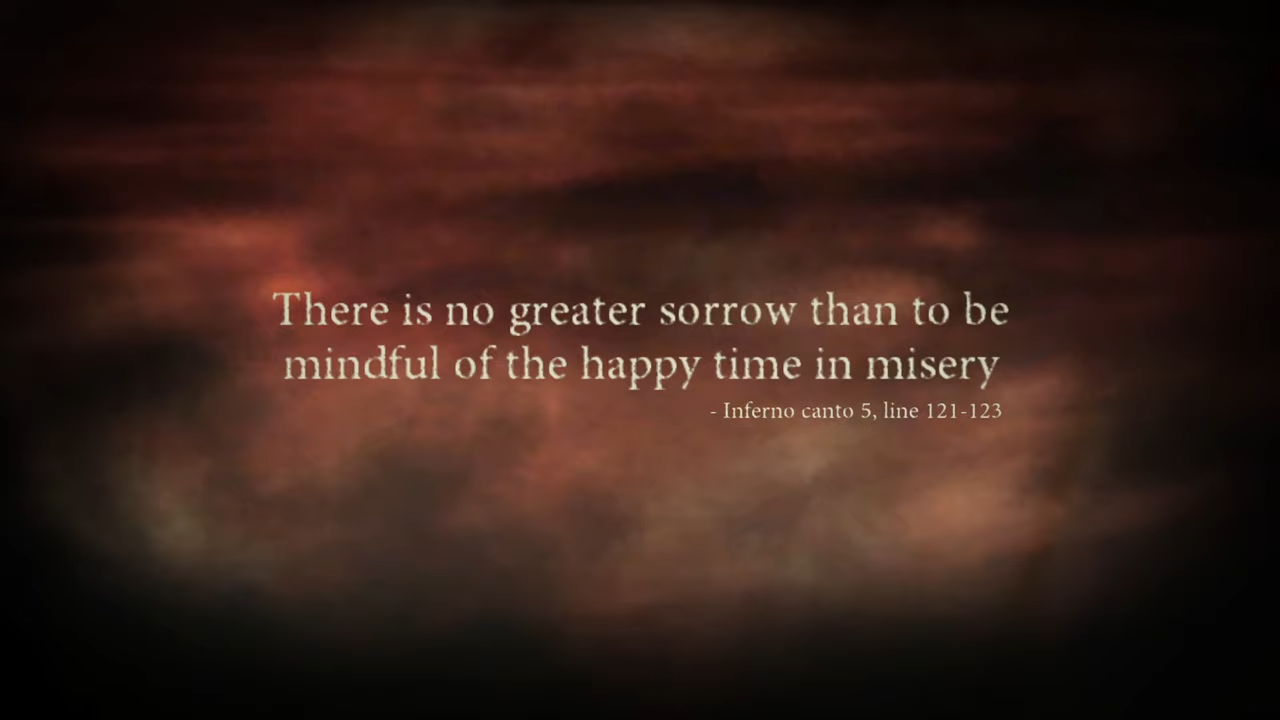 There is no greater sorrow than to be
mindful of the happy time in misery
- Inferno canto 5, line 121-123